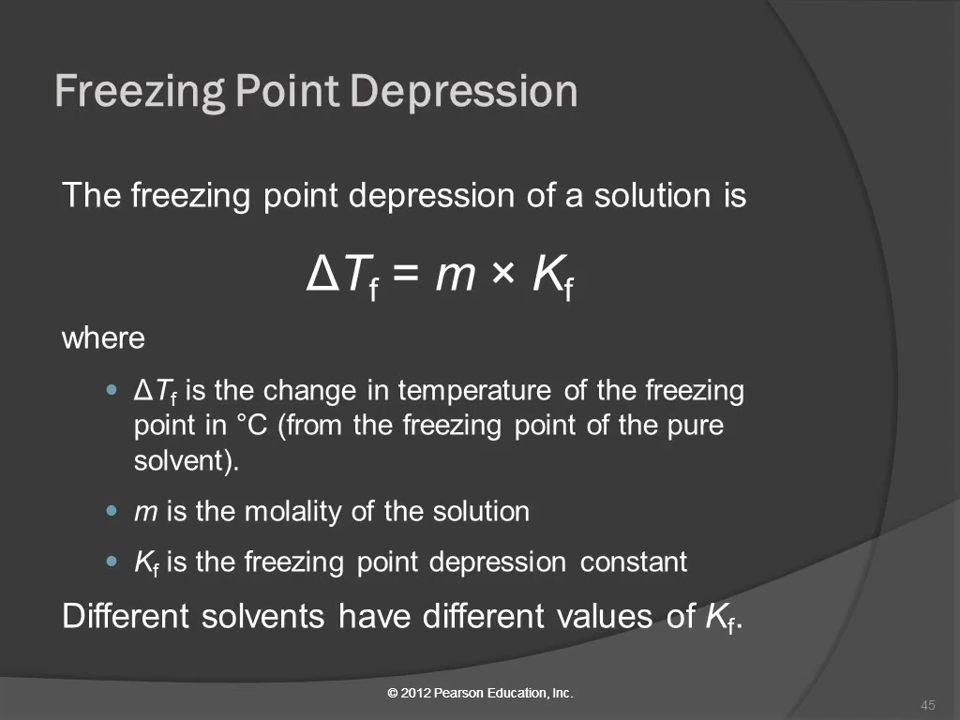 Freezing Point Depression
The freezing point depression of a solution is
ΔTf = m × Kf
where
• ΔTf is the change in temperature of the freezing
point in °C (from the freezing point of the pure
solvent).
• m is the molality of the solution
• Kf is the freezing point depression constant
Different solvents have different values of Kf.
© 2012 Pearson Education, Inc.
45